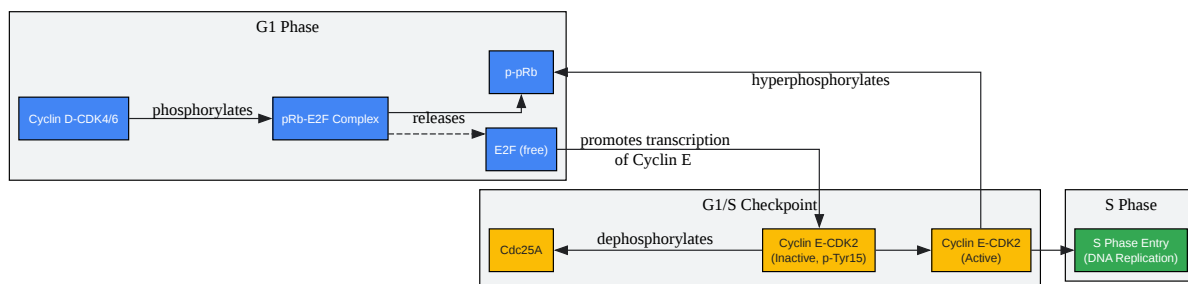 G1 Phase
p-pRb
hyperphosphorylates
Cyclin D-CDK4/6
phosphorylates
pRb-E2F Complex
releases
E2F (free)
promotes transcription
of Cyclin E
G1/S Checkpoint
S Phase
Cdc25A
dephosphorylates
Cyclin E-CDK2
(Inactive, p-Tyr15)
Cyclin E-CDK2
(Active)
S Phase Entry
(DNA Replication)